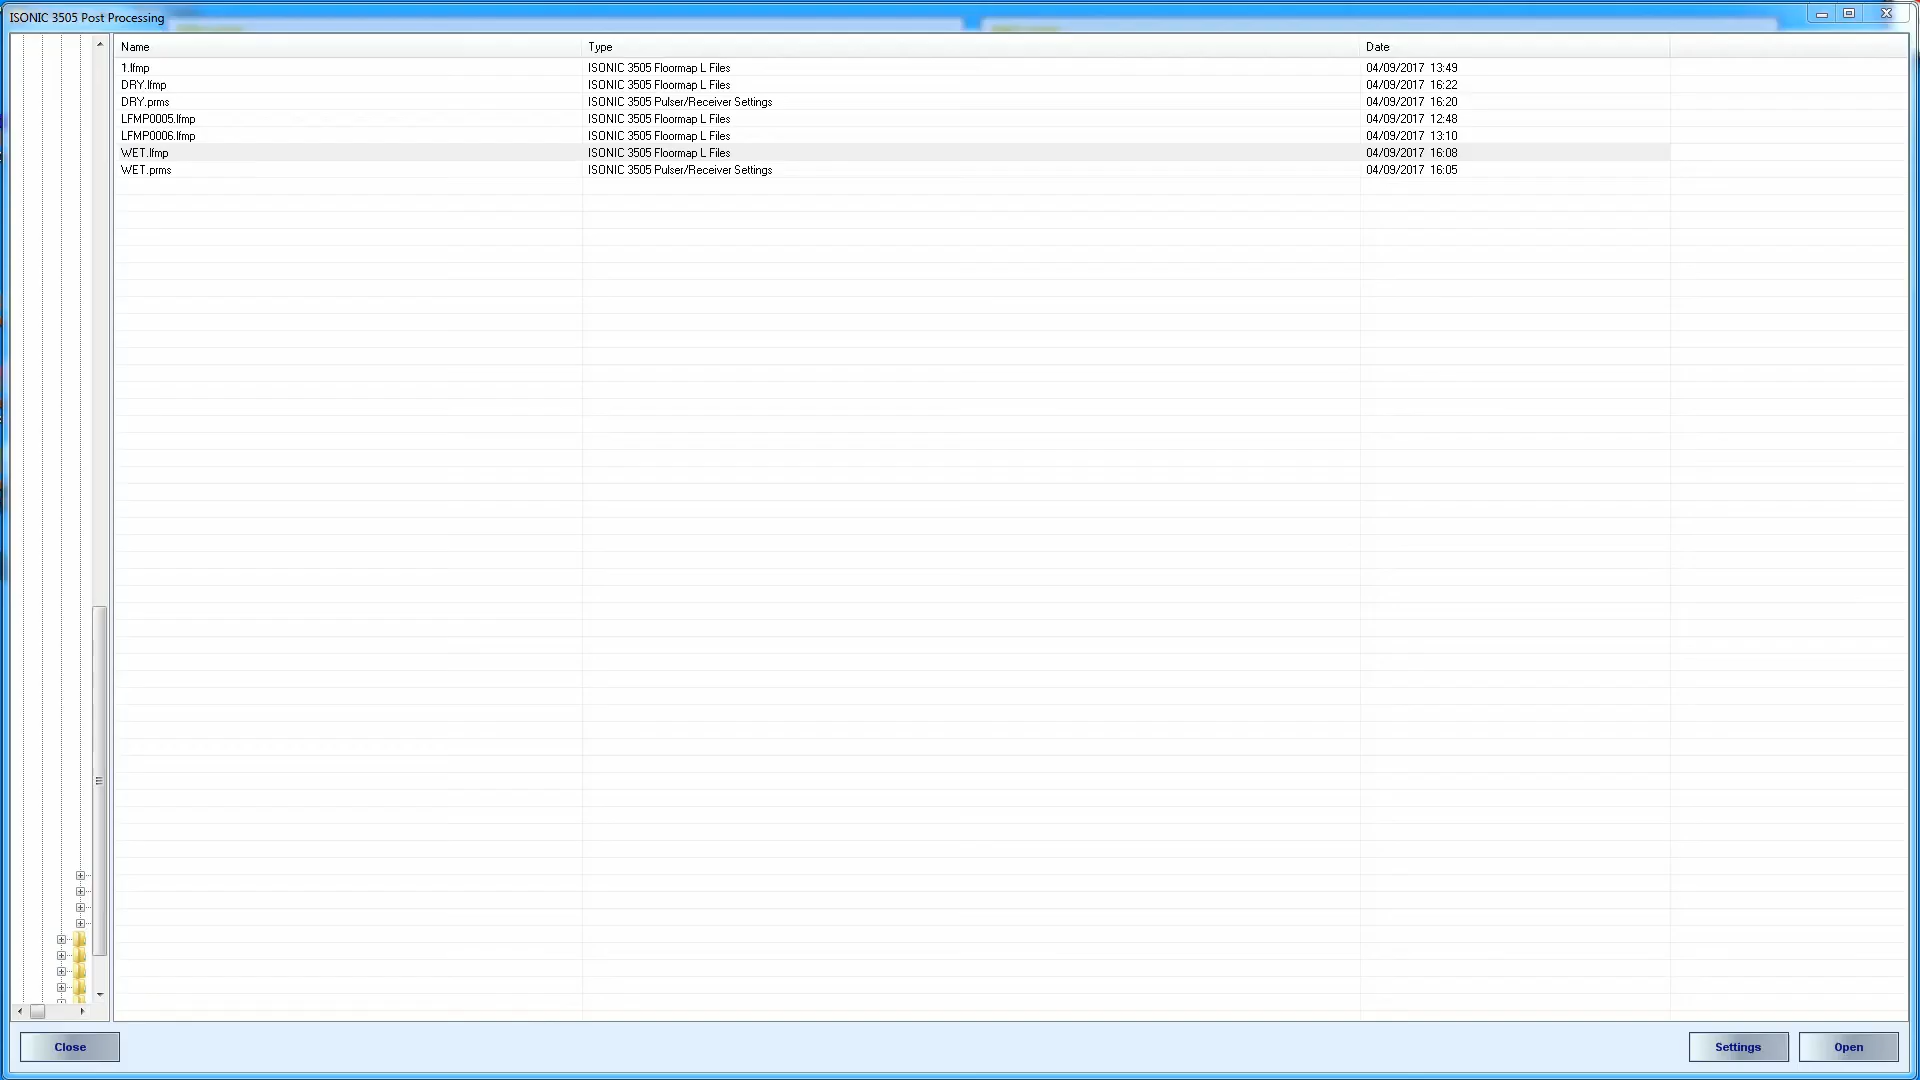 ISONIC 3505 Post Processing
Name Type Date
1.lfmp ISONIC 3505 Floormap L Files 04/09/2017 13:49
DRY.lfmp ISONIC 3505 Floormap L Files 04/09/2017 16:22
DRY.prms ISONIC 3505 Pulser/Receiver Settings 04/09/2017 16:20
LFMP0005.lfmp ISONIC 3505 Floormap L Files 04/09/2017 12:48
LFMP0006.lfmp ISONIC 3505 Floormap L Files 04/09/2017 13:10
WET.lfmp ISONIC 3505 Floormap L Files 04/09/2017 16:08
WET.prms ISONIC 3505 Pulser/Receiver Settings 04/09/2017 16:05
Close Settings Open